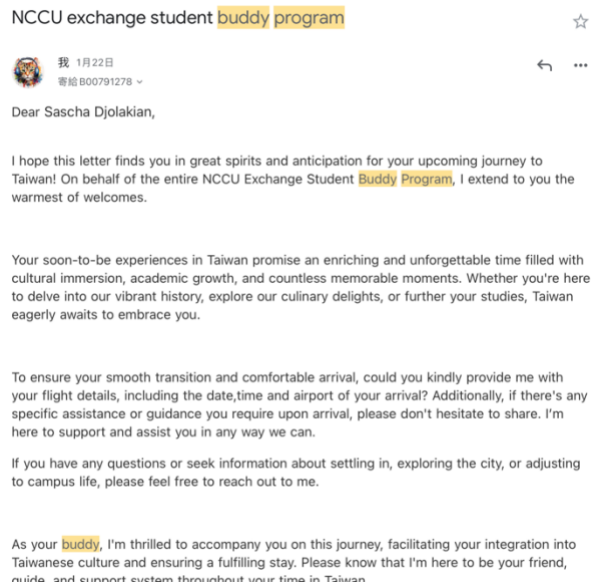 NCCU exchange student buddy program
我 1月22日
寄給 B00791278
Dear Sascha Djolakian,
I hope this letter finds you in great spirits and anticipation for your upcoming journey to
Taiwan! On behalf of the entire NCCU Exchange Student Buddy Program, I extend to you the
warmest of welcomes.
Your soon-to-be experiences in Taiwan promise an enriching and unforgettable time filled with
cultural immersion, academic growth, and countless memorable moments. Whether you're here
to delve into our vibrant history, explore our culinary delights, or further your studies, Taiwan
eagerly awaits to embrace you.
To ensure your smooth transition and comfortable arrival, could you kindly provide me with
your flight details, including the date,time and airport of your arrival? Additionally, if there's any
specific assistance or guidance you require upon arrival, please don't hesitate to share. I'm
here to support and assist you in any way we can.
If you have any questions or seek information about settling in, exploring the city, or adjusting
to campus life, please feel free to reach out to me.
As your buddy, I'm thrilled to accompany you on this journey, facilitating your integration into
Taiwanese culture and ensuring a fulfilling stay. Please know that I'm here to be your friend,
guide, and support system throughout your time in Taiwan.